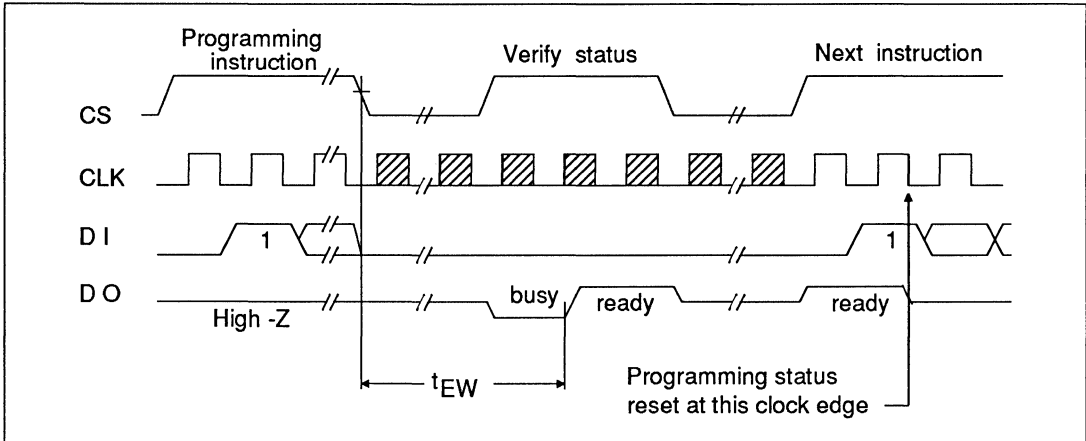 Programming
instruction
Verify status
Next instruction
CS
CLK
D I
1
1
D O
High -Z
busy
ready
ready
tEW
Programming status
reset at this clock edge